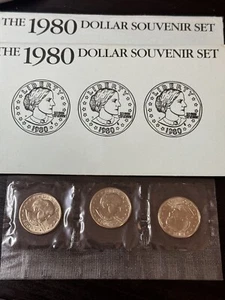 THE 1980 DOLLAR SOUVENIR SET
THE 1980 DOLLAR SOUVENIR SET
LIBERTY LIBERTY LIBERTY
1980 1980 1980